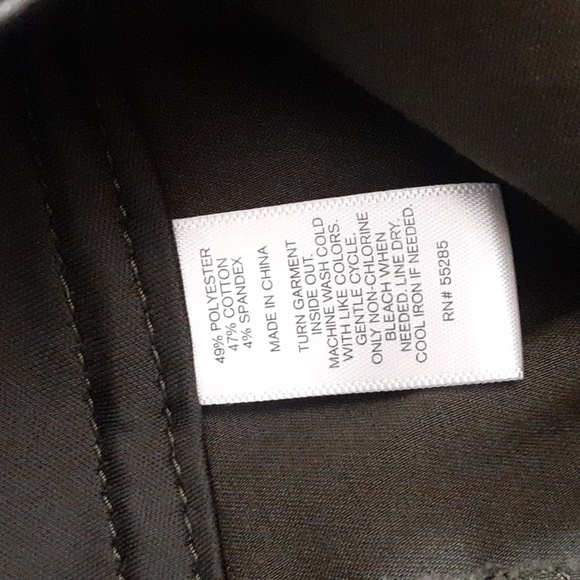 49% POLYESTER
47% COTTON
4% SPANDEX
MADE IN CHINA
TURN GARMENT
INSIDE OUT.
MACHINE WASH COLD
WITH LIKE COLORS.
GENTLE CYCLE.
ONLY NON-CHLORINE
BLEACH WHEN
NEEDED. LINE DRY.
COOL IRON IF NEEDED.
RN# 55285